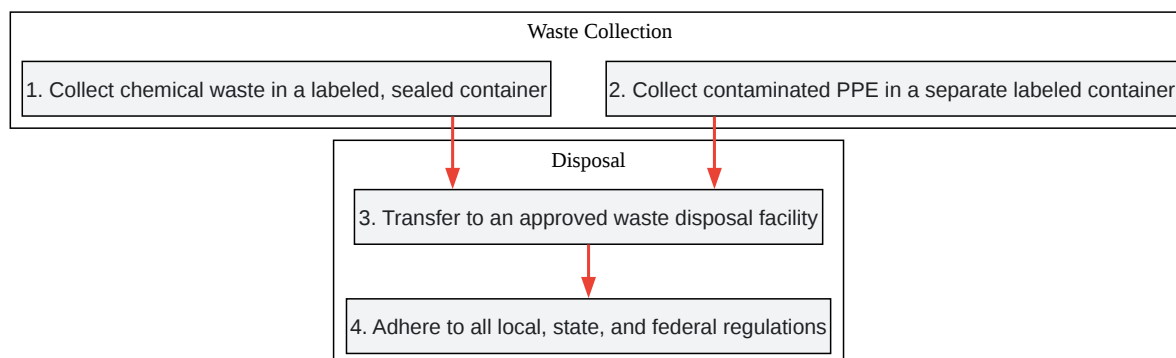 Waste Collection
1. Collect chemical waste in a labeled, sealed container
2. Collect contaminated PPE in a separate labeled container
Disposal
3. Transfer to an approved waste disposal facility
4. Adhere to all local, state, and federal regulations